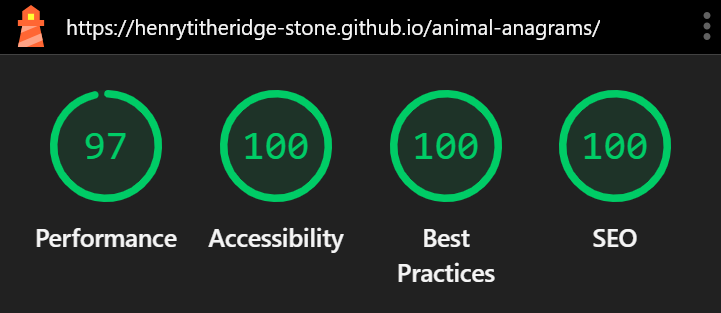 https://henrytitheridge-stone.github.io/animal-anagrams/
97
100
100
100
Performance
Accessibility
Best
Practices
SEO